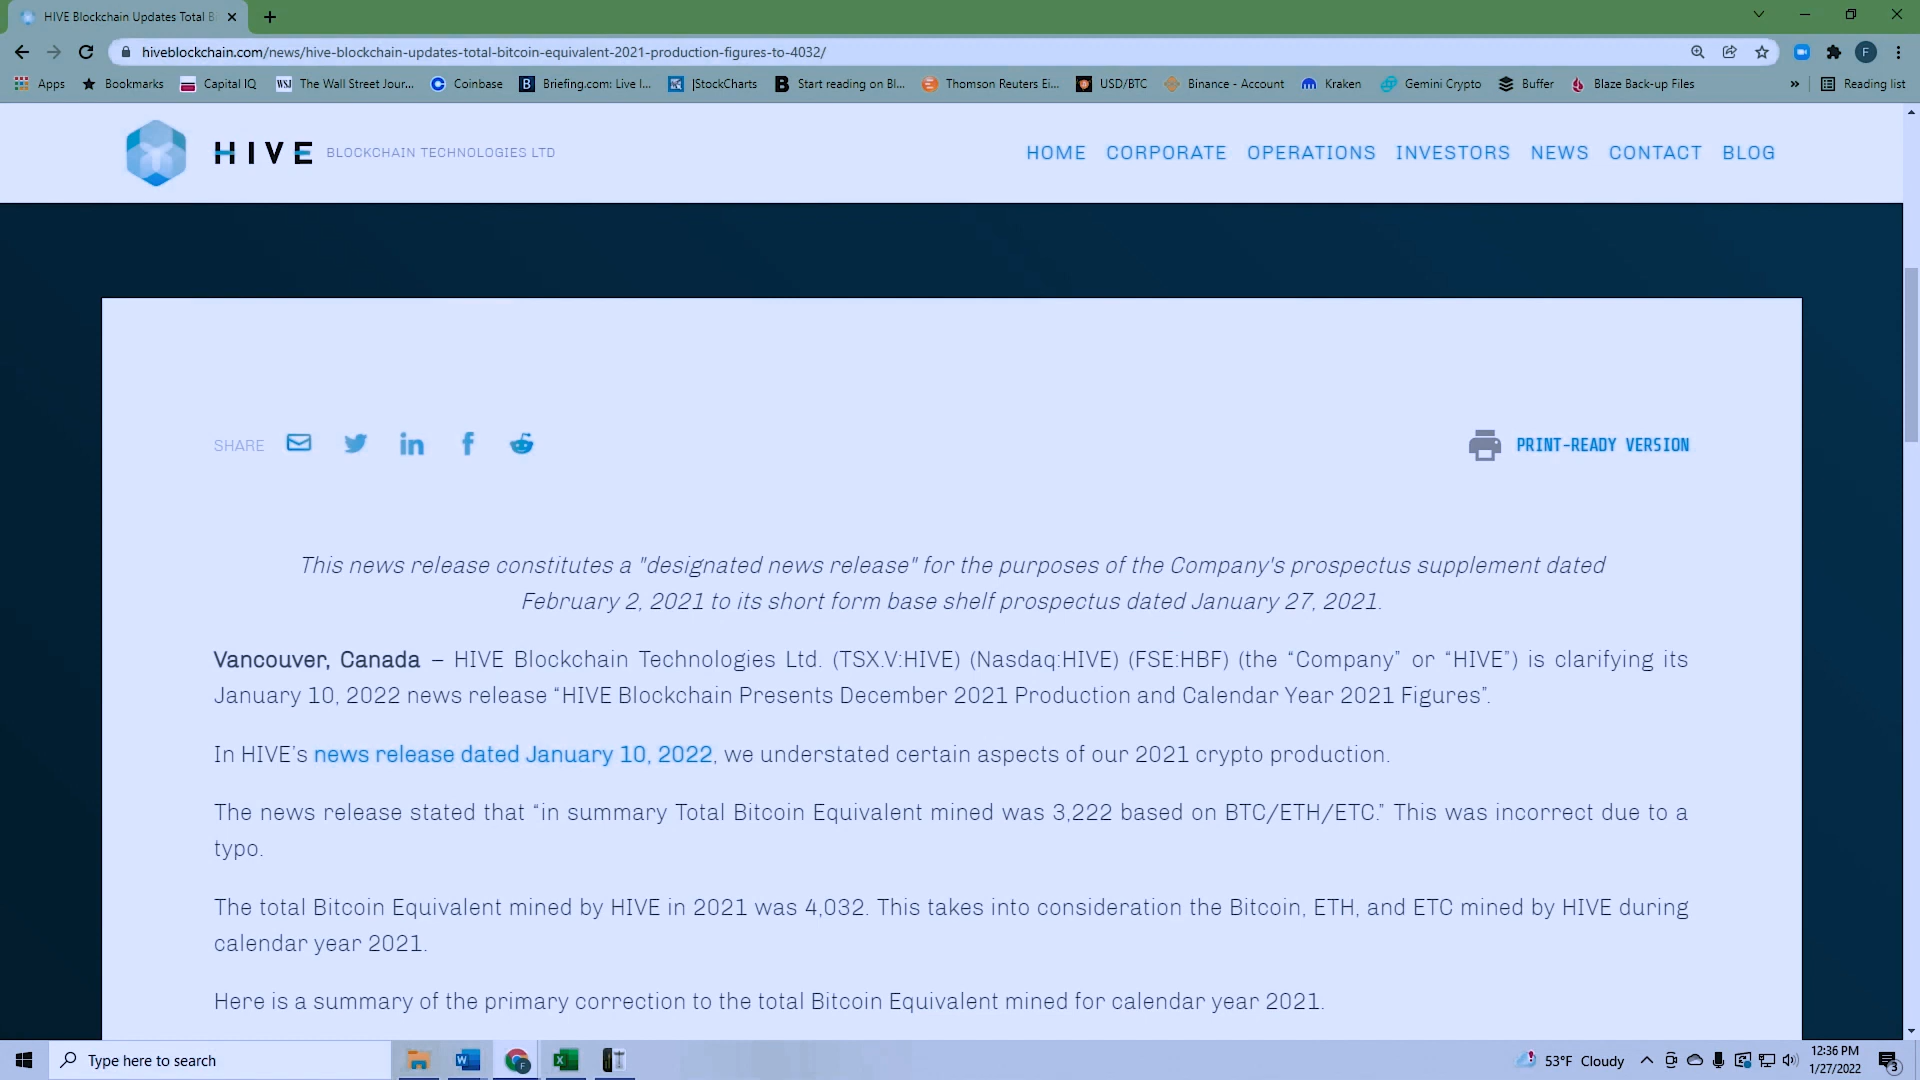 HIVE Blockchain Updates Total B
hiveblockchain.com/news/hive-blockchain-updates-total-bitcoin-equivalent-2021-production-figures-to-4032/
F
Apps Bookmarks Capital IQ WSJ The Wall Street Jour... Coinbase B Briefing.com: Live I... |StockCharts B Start reading on Bl... Thomson Reuters Ei... USD/BTC Binance - Account Kraken Gemini Crypto Buffer Blaze Back-up Files » Reading list
HIVE BLOCKCHAIN TECHNOLOGIES LTD HOME CORPORATE OPERATIONS INVESTORS NEWS CONTACT BLOG
SHARE PRINT-READY VERSION
This news release constitutes a "designated news release" for the purposes of the Company's prospectus supplement dated
February 2, 2021 to its short form base shelf prospectus dated January 27, 2021.
Vancouver, Canada – HIVE Blockchain Technologies Ltd. (TSX.V:HIVE) (Nasdaq:HIVE) (FSE:HBF) (the “Company” or “HIVE”) is clarifying its
January 10, 2022 news release “HIVE Blockchain Presents December 2021 Production and Calendar Year 2021 Figures”.
In HIVE’s news release dated January 10, 2022, we understated certain aspects of our 2021 crypto production.
The news release stated that “in summary Total Bitcoin Equivalent mined was 3,222 based on BTC/ETH/ETC.” This was incorrect due to a
typo.
The total Bitcoin Equivalent mined by HIVE in 2021 was 4,032. This takes into consideration the Bitcoin, ETH, and ETC mined by HIVE during
calendar year 2021.
Here is a summary of the primary correction to the total Bitcoin Equivalent mined for calendar year 2021.
Type here to search 53°F Cloudy 12:36 PM
1/27/2022 3